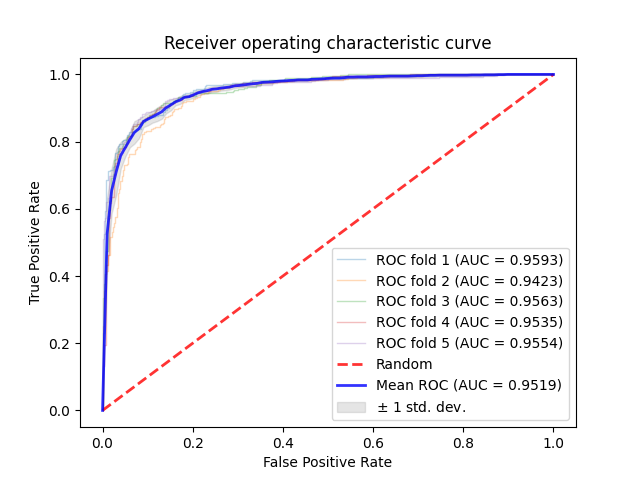 Receiver operating characteristic curve
1.0
0.8
0.6
0.4
0.2
0.0
True Positive Rate
ROC fold 1 (AUC = 0.9593)
ROC fold 2 (AUC = 0.9423)
ROC fold 3 (AUC = 0.9563)
ROC fold 4 (AUC = 0.9535)
ROC fold 5 (AUC = 0.9554)
Random
Mean ROC (AUC = 0.9519)
± 1 std. dev.
0.0 0.2 0.4 0.6 0.8 1.0
False Positive Rate